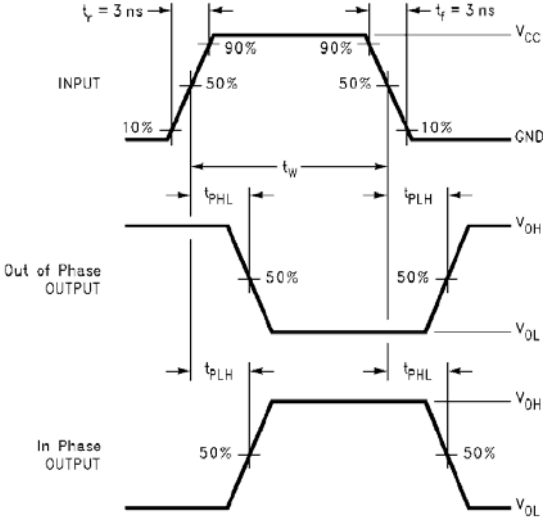 tr = 3 ns
tf = 3 ns
VCC
90%
90%
INPUT
50%
50%
10%
10%
GND
tW
tPHL
tPLH
VOH
Out of Phase
OUTPUT
50%
50%
VOL
tPLH
tPHL
VOH
In Phase
OUTPUT
50%
50%
VOL